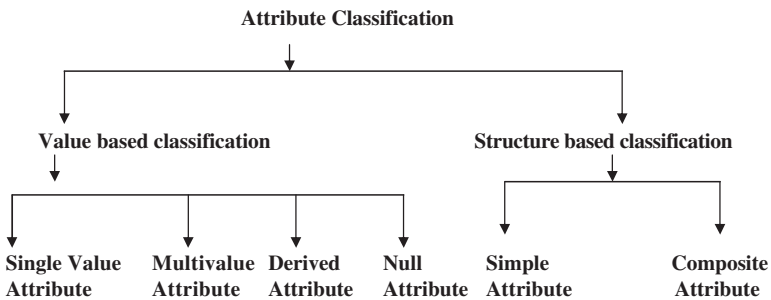 Attribute Classification
Value based classification
Structure based classification
Single Value Attribute
Multivalue Attribute
Derived Attribute
Null Attribute
Simple Attribute
Composite Attribute